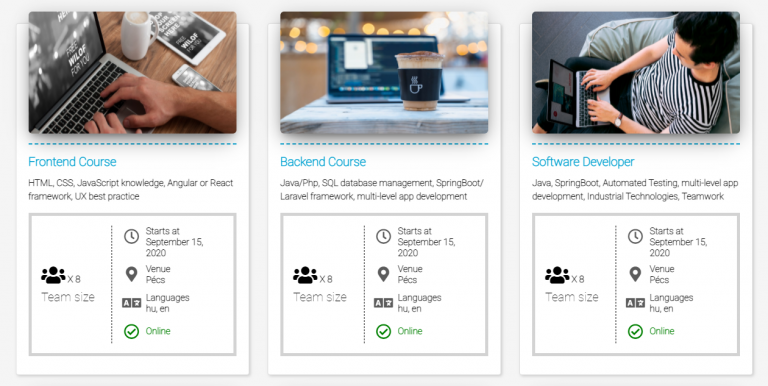 FREE
WILDF
FOR YOU
Frontend Course
HTML, CSS, JavaScript knowledge, Angular or React
framework, UX best practice
X 8
Team size
Starts at
September 15,
2020
Venue
Pécs
Languages
hu, en
Online
Backend Course
Java/Php, SQL database management, SpringBoot/
Laravel framework, multi-level app development
X 8
Team size
Starts at
September 15,
2020
Venue
Pécs
Languages
hu, en
Online
Software Developer
Java, SpringBoot, Automated Testing, multi-level app
development, Industrial Technologies, Teamwork
X 8
Team size
Starts at
September 15,
2020
Venue
Pécs
Languages
hu, en
Online